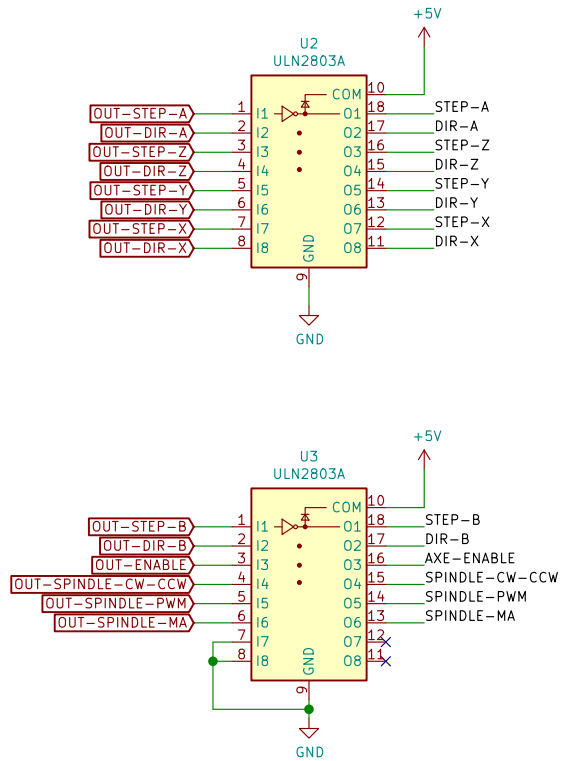 +5V
U2
ULN2803A
COM 10
OUT-STEP-A 1 I1 O1 18 STEP-A
OUT-DIR-A 2 I2 O2 17 DIR-A
OUT-STEP-Z 3 I3 O3 16 STEP-Z
OUT-DIR-Z 4 I4 O4 15 DIR-Z
OUT-STEP-Y 5 I5 O5 14 STEP-Y
OUT-DIR-Y 6 I6 O6 13 DIR-Y
OUT-STEP-X 7 I7 O7 12 STEP-X
OUT-DIR-X 8 I8 O8 11 DIR-X
GND
9
GND
+5V
U3
ULN2803A
COM 10
OUT-STEP-B 1 I1 O1 18 STEP-B
OUT-DIR-B 2 I2 O2 17 DIR-B
OUT-ENABLE 3 I3 O3 16 AXE-ENABLE
OUT-SPINDLE-CW-CCW 4 I4 O4 15 SPINDLE-CW-CCW
OUT-SPINDLE-PWM 5 I5 O5 14 SPINDLE-PWM
OUT-SPINDLE-MA 6 I6 O6 13 SPINDLE-MA
7 I7 O7 12
8 I8 O8 11
GND
9
GND